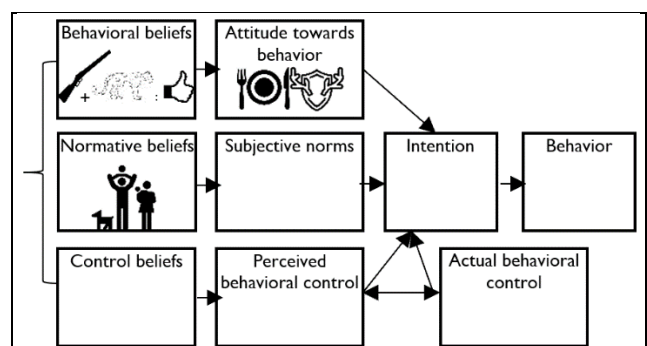 Behavioral beliefs
Attitude towards
behavior
+
:
Normative beliefs
Subjective norms
Intention
Behavior
Control beliefs
Perceived
behavioral control
Actual behavioral
control